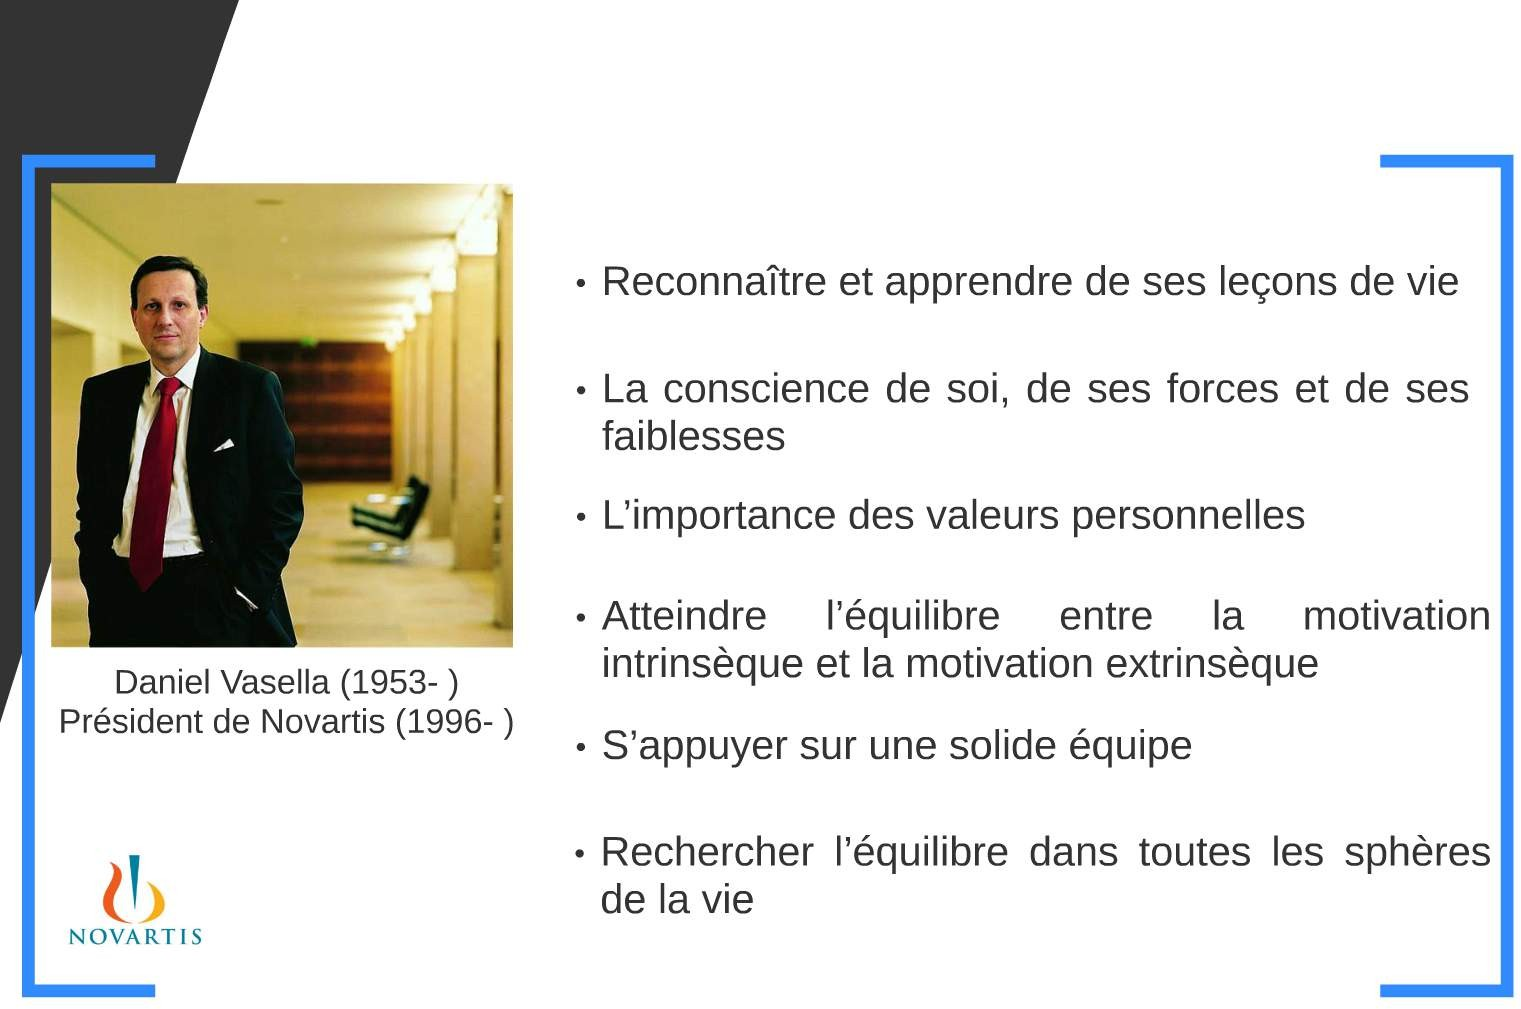 • Reconnaître et apprendre de ses leçons de vie
• La conscience de soi, de ses forces et de ses
faiblesses
• L’importance des valeurs personnelles
• Atteindre l’équilibre entre la motivation
intrinsèque et la motivation extrinsèque
• S’appuyer sur une solide équipe
• Rechercher l’équilibre dans toutes les sphères
de la vie
Daniel Vasella (1953- )
Président de Novartis (1996- )
NOVARTIS